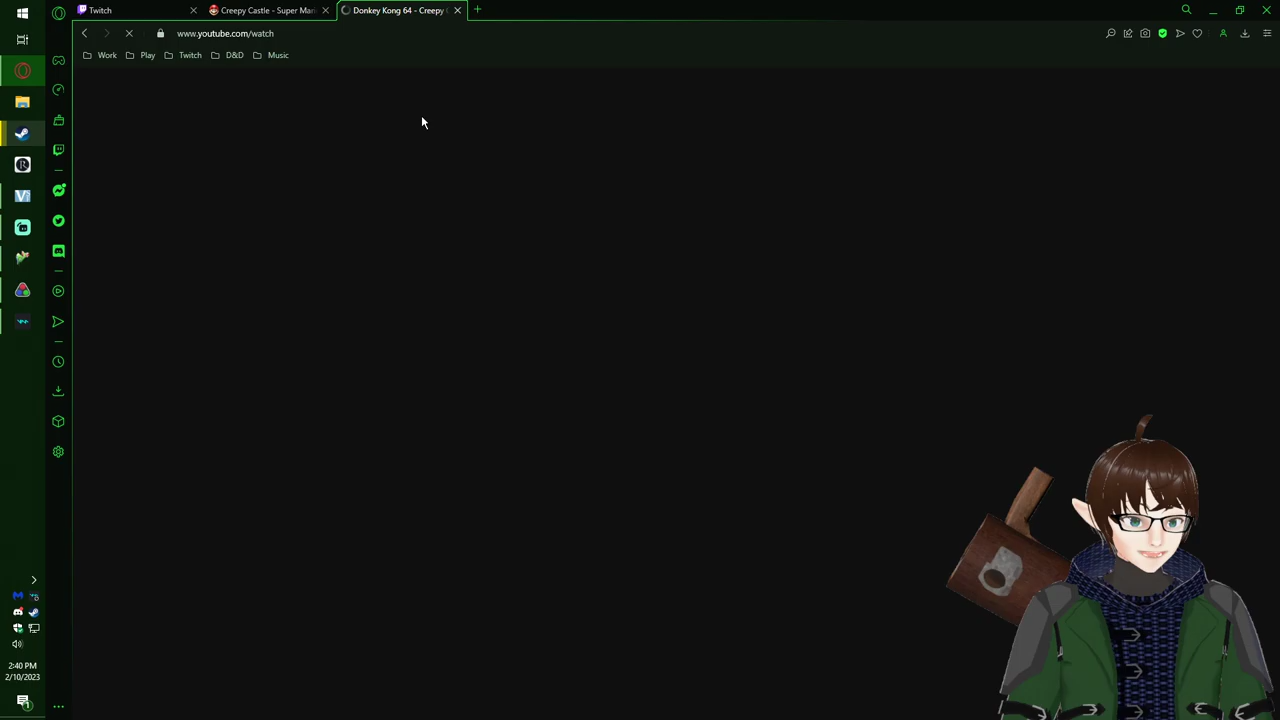 Twitch
Creepy Castle - Super Mari
Donkey Kong 64 - Creepy C
www.youtube.com/watch
Work
Play
Twitch
D&D
Music
2:40 PM
2/10/2023